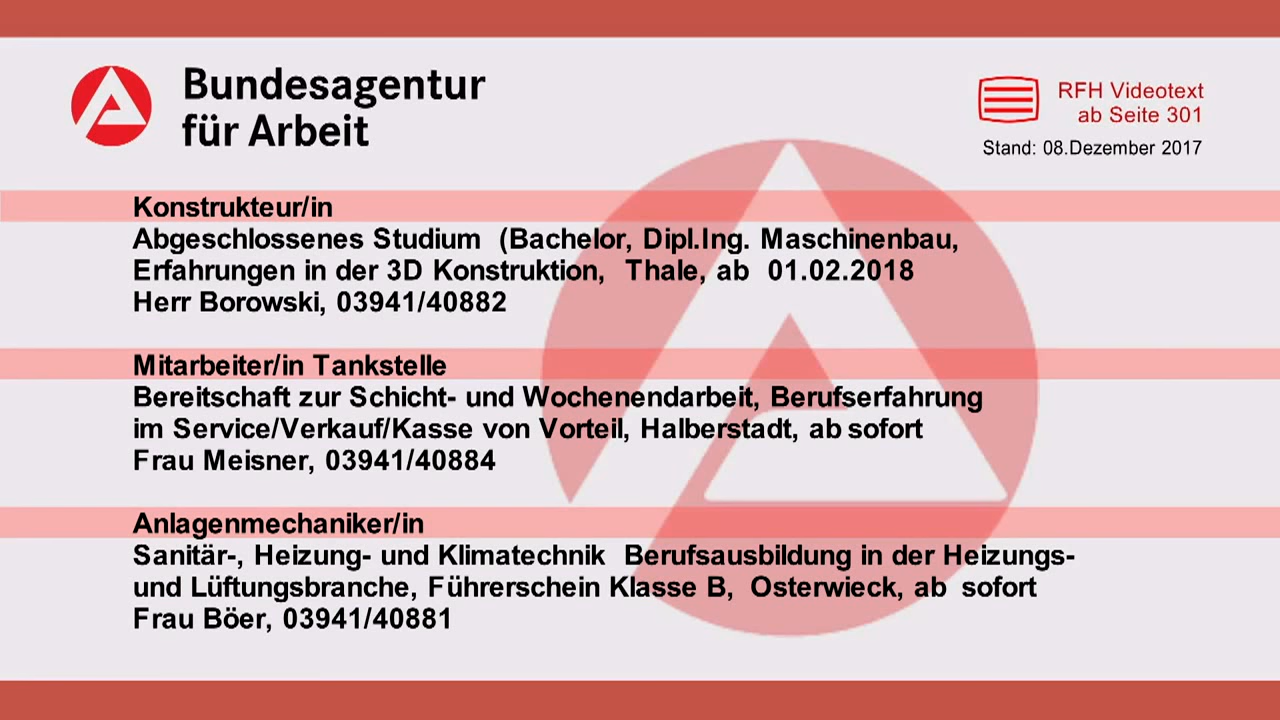 Bundesagentur
für Arbeit
RFH Videotext
ab Seite 301
Stand: 08.Dezember 2017
Konstrukteur/in
Abgeschlossenes Studium  (Bachelor, Dipl.Ing. Maschinenbau,
Erfahrungen in der 3D Konstruktion,  Thale, ab  01.02.2018
Herr Borowski, 03941/40882
Mitarbeiter/in Tankstelle
Bereitschaft zur Schicht- und Wochenendarbeit, Berufserfahrung
im Service/Verkauf/Kasse von Vorteil, Halberstadt, ab sofort
Frau Meisner, 03941/40884
Anlagenmechaniker/in
Sanitär-, Heizung- und Klimatechnik  Berufsausbildung in der Heizungs-
und Lüftungsbranche, Führerschein Klasse B,  Osterwieck, ab  sofort
Frau Böer, 03941/40881